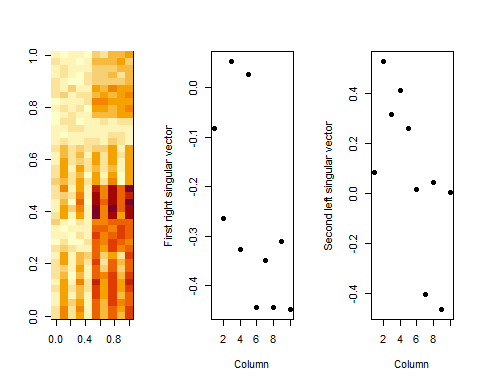 1.0
0.8
0.6
0.4
0.2
0.0
0.0 0.4 0.8
First right singular vector
0.0
-0.1
-0.2
-0.3
-0.4
2 4 6 8
Column
Second left singular vector
0.4
0.2
0.0
-0.2
-0.4
2 4 6 8
Column